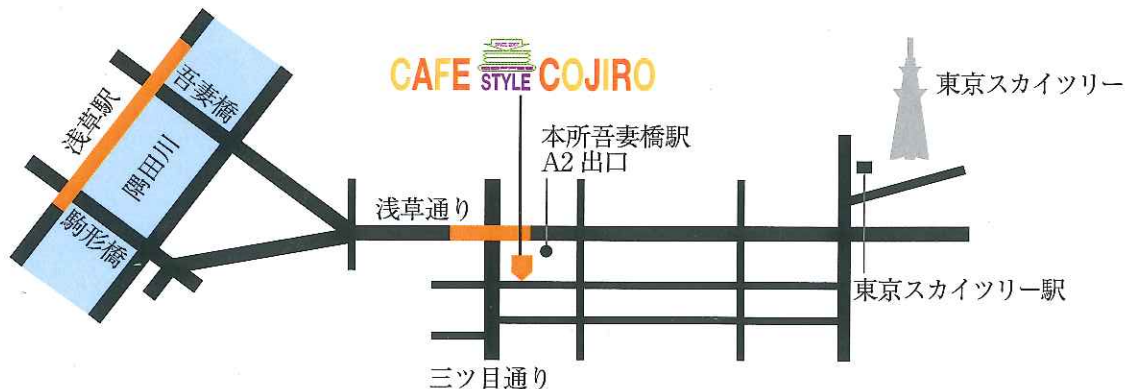 吾妻橋
浅草駅
隅田川
駒形橋
CAFE STYLE COJIRO
本所吾妻橋駅
A2 出口
浅草通り
三ツ目通り
東京スカイツリー
東京スカイツリー駅